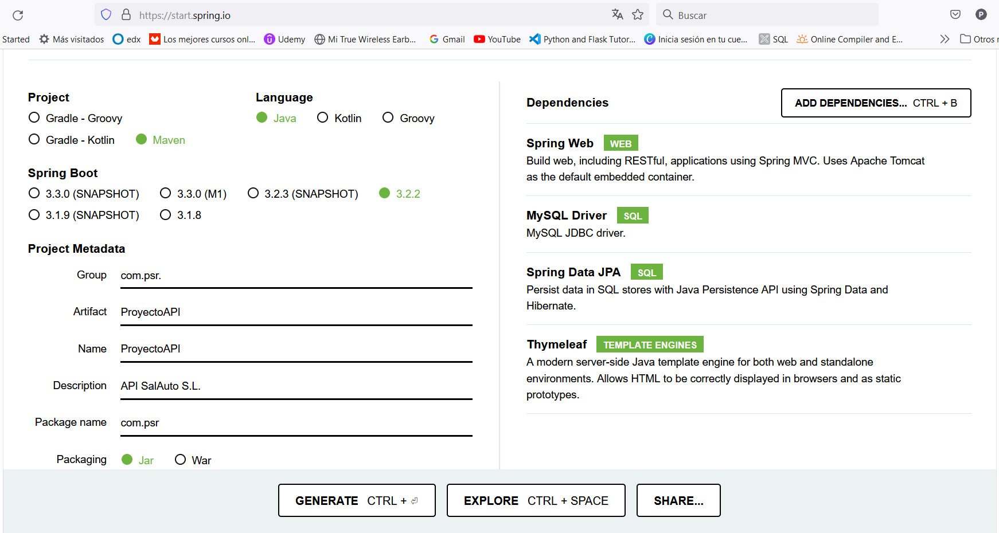 https://start.spring.io
Buscar
P
Started
Más visitados
edx
Los mejores cursos onl...
Udemy
Mi True Wireless Earb...
Gmail
YouTube
Python and Flask Tutor...
Inicia sesión en tu cue...
SQL
Online Compiler and E...
Otros
Project
Gradle - Groovy
Gradle - Kotlin
Maven
Language
Java
Kotlin
Groovy
Spring Boot
3.3.0 (SNAPSHOT)
3.3.0 (M1)
3.2.3 (SNAPSHOT)
3.2.2
3.1.9 (SNAPSHOT)
3.1.8
Project Metadata
Group com.psr.
Artifact ProyectoAPI
Name ProyectoAPI
Description API SalAuto S.L.
Package name com.psr
Packaging Jar War
Dependencies
ADD DEPENDENCIES... CTRL + B
Spring Web WEB
Build web, including RESTful, applications using Spring MVC. Uses Apache Tomcat
as the default embedded container.
MySQL Driver SQL
MySQL JDBC driver.
Spring Data JPA SQL
Persist data in SQL stores with Java Persistence API using Spring Data and
Hibernate.
Thymeleaf TEMPLATE ENGINES
A modern server-side Java template engine for both web and standalone
environments. Allows HTML to be correctly displayed in browsers and as static
prototypes.
GENERATE CTRL + ⏎
EXPLORE CTRL + SPACE
SHARE...